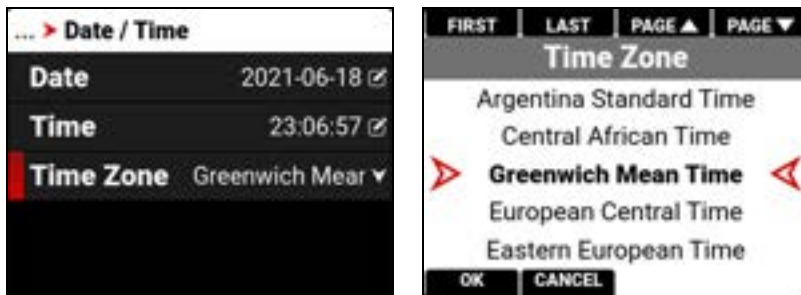 ... > Date / Time
Date 2021-06-18
Time 23:06:57
Time Zone Greenwich Mear
FIRST LAST PAGE▲ PAGE▼
Time Zone
Argentina Standard Time
Central African Time
Greenwich Mean Time
European Central Time
Eastern European Time
OK CANCEL